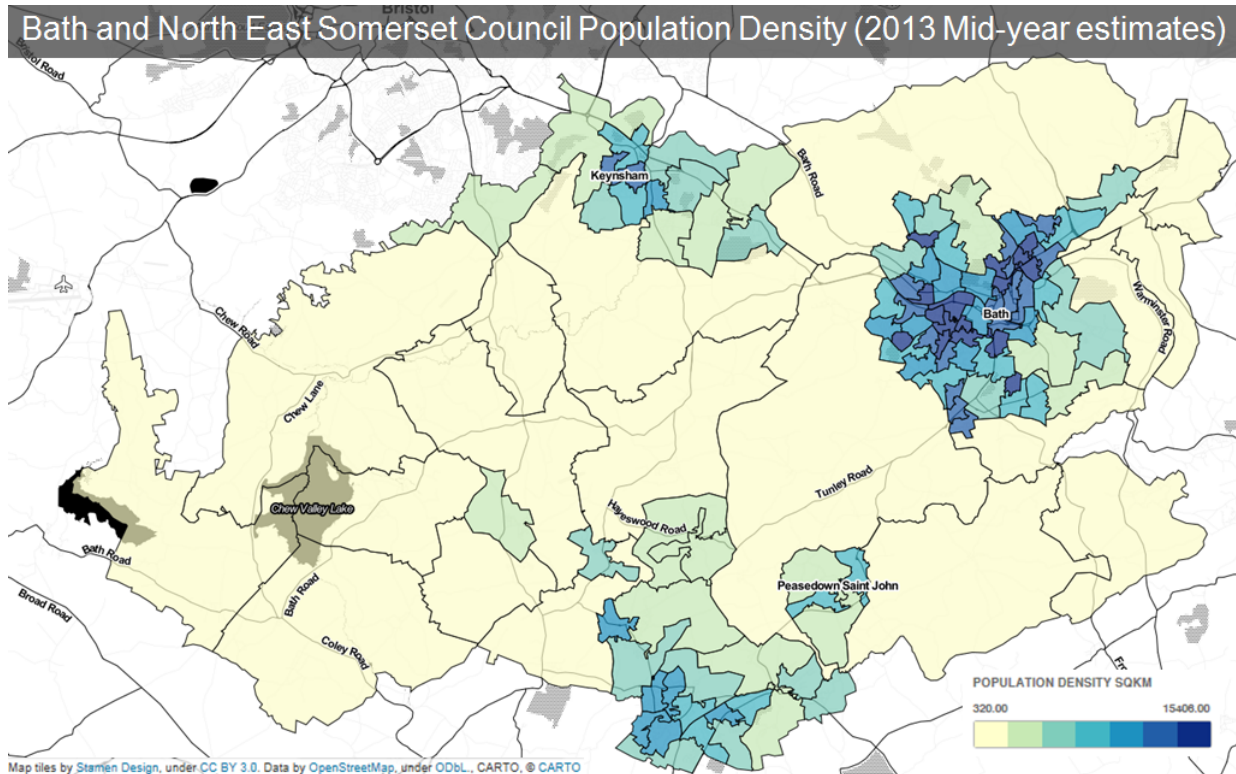 Bristol
Bath and North East Somerset Council Population Density (2013 Mid-year estimates)
Bristol Road
Bath Road
Keynsham
Warminster Road
Chew Road
Bath
Chew Lane
Tunley Road
Chew Valley Lake
Hayeswood Road
Bath Road
Peasedown Saint John
Bath Road
Broad Road
Coley Road
POPULATION DENSITY SQKM
320.00 15406.00
Map tiles by Stamen Design, under CC BY 3.0. Data by OpenStreetMap, under ODbL., CARTO, © CARTO